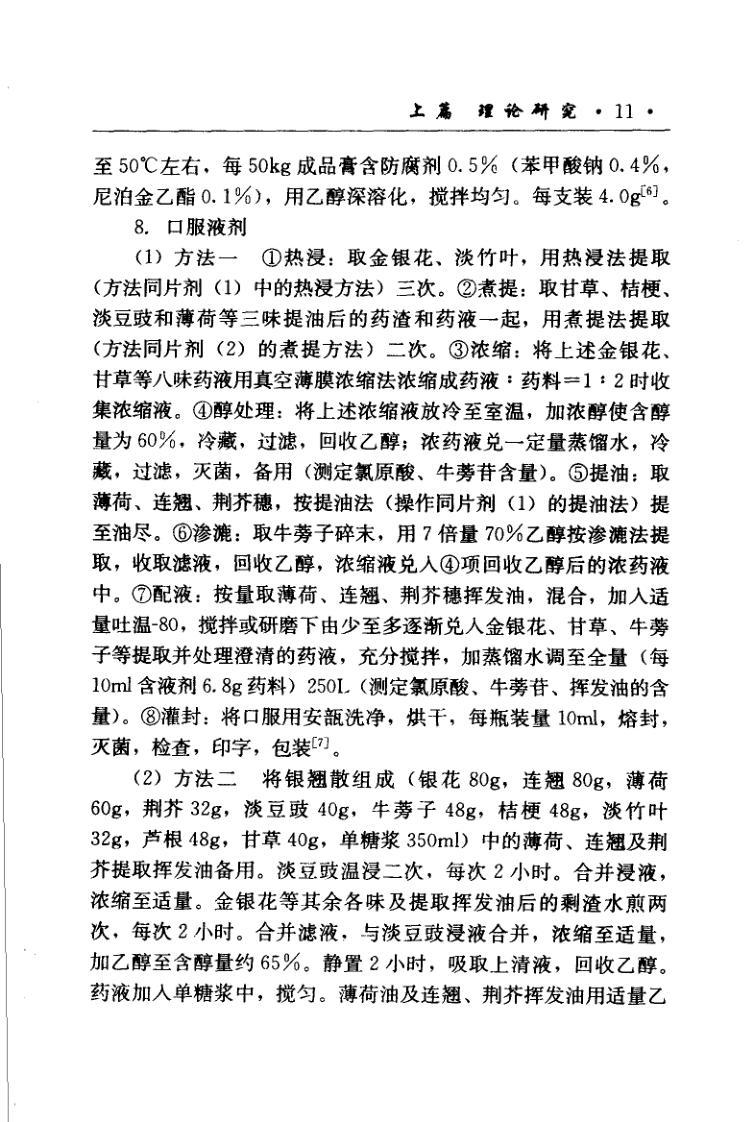 上篇 理论研究 · 11 ·
至 50℃左右，每 50kg 成品膏含防腐剂 0.5%（苯甲酸钠 0.4%，
尼泊金乙酯 0.1%），用乙醇深溶化，搅拌均匀。每支装 4.0g[6]。
8. 口服液剂
（1）方法一 ①热浸：取金银花、淡竹叶，用热浸法提取
（方法同片剂（1）中的热浸方法）三次。②煮提：取甘草、桔梗、
淡豆豉和薄荷等三味提油后的药渣和药液一起，用煮提法提取
（方法同片剂（2）的煮提方法）二次。③浓缩：将上述金银花、
甘草等八味药液用真空薄膜浓缩法浓缩成药液：药料＝1：2 时收
集浓缩液。④醇处理：将上述浓缩液放冷至室温，加浓醇使含醇
量为 60%，冷藏，过滤，回收乙醇；浓药液兑一定量蒸馏水，冷
藏，过滤，灭菌，备用（测定氯原酸、牛蒡苷含量）。⑤提油：取
薄荷、连翘、荆芥穗，按提油法（操作同片剂（1）的提油法）提
至油尽。⑥渗漉：取牛蒡子碎末，用 7 倍量 70%乙醇按渗漉法提
取，收取滤液，回收乙醇，浓缩液兑入④项回收乙醇后的浓药液
中。⑦配液：按量取薄荷、连翘、荆芥穗挥发油，混合，加入适
量吐温-80，搅拌或研磨下由少至多逐渐兑入金银花、甘草、牛蒡
子等提取并处理澄清的药液，充分搅拌，加蒸馏水调至全量（每
10ml 含液剂 6.8g 药料）250L（测定氯原酸、牛蒡苷、挥发油的含
量）。⑧灌封：将口服用安瓿洗净，烘干，每瓶装量 10ml，熔封，
灭菌，检查，印字，包装[7]。
（2）方法二 将银翘散组成（银花 80g，连翘 80g，薄荷
60g，荆芥 32g，淡豆豉 40g，牛蒡子 48g，桔梗 48g，淡竹叶
32g，芦根 48g，甘草 40g，单糖浆 350ml）中的薄荷、连翘及荆
芥提取挥发油备用。淡豆豉温浸二次，每次 2 小时。合并浸液，
浓缩至适量。金银花等其余各味及提取挥发油后的剩渣水煎两
次，每次 2 小时。合并滤液，与淡豆豉浸液合并，浓缩至适量，
加乙醇至含醇量约 65%。静置 2 小时，吸取上清液，回收乙醇。
药液加入单糖浆中，搅匀。薄荷油及连翘、荆芥挥发油用适量乙